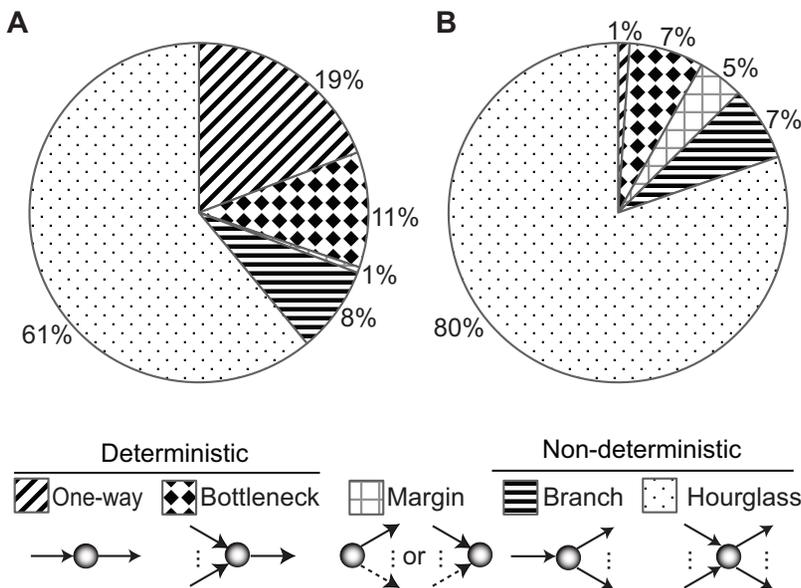 A
B
19%
11%
1%
8%
61%
1%
7%
5%
7%
80%
Deterministic
Non-deterministic
One-way
Bottleneck
Margin
Branch
Hourglass
or